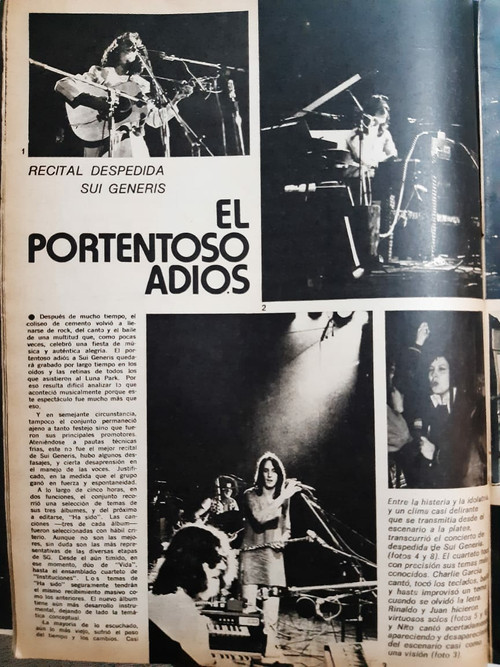 1
RECITAL DESPEDIDA
SUI GENERIS
EL
PORTENTOSO
ADIOS
2
● Después de mucho tiempo, el
coliseo de cemento volvió a lle-
narse de rock, del canto y el baile
de una multitud que, como pocas
veces, celebró una fiesta de mú-
sica y auténtica alegría. El por-
tentoso adiós a Sui Generis queda-
rá grabado por largo tiempo en los
oídos y las retinas de todos los
que asistieron al Luna Park. Por
eso resulta difícil analizar lo que
aconteció musicalmente porque es-
te espectáculo fue mucho más que
eso.
Y en semejante circunstancia,
tampoco el conjunto permaneció
ajeno a tanto festejo sino que fue-
ron sus principales promotores.
Ateniéndose a pautas técnicas
frías, este no fue el mejor recital
de Sui Generis, hubo algunos des-
fasajes, y cierta desaprensión en
el manejo de las voces. Justifi-
cado, en la medida que el grupo
ganó en fuerza y espontaneidad.
A lo largo de cinco horas, en
dos funciones, el conjunto reco-
rrió una selección de temas de
sus tres álbumes, y del próximo
a editarse, "Ha sido". Las can-
ciones —tres de cada álbum—
fueron seleccionadas con hábil cri-
terio. Aunque no son las mejo-
res, sin duda son las más repre-
sentativas de las diversas etapas
de SG. Desde el aún tímido, en
ese momento, dúo de "Vida",
hasta el ensamblado cuarteto de
"Instituciones". Los temas de
"Ha sido" seguramente tendrán
el mismo recibimiento masivo co-
mo los anteriores. El nuevo álbum
tiene aún más desarrollo instru-
mental, dejando de lado la temá-
tica conceptual.
La mayoría de lo escuchado,
aún lo más viejo, sufrió el paso
del tiempo y los cambios. Casi
Entre la histeria y la idolatría
y un clima casi delirante
que se transmitía desde el
escenario a la platea,
transcurrió el concierto de
despedida de Sui Generis
(fotos 4 y 8). El cuarteto tocó
con precisión sus temas más
conocidos. Charlie García
cantó, tocó los teclados, bailó
y hasta improvisó un tema
cuando se olvidó la letra.
Rinaldo y Juan hicieron
virtuosos solos (fotos 5 y
y Nito cantó acertadamente
apareciendo y desapareciendo
del escenario casi como
una visión (foto 3).
3